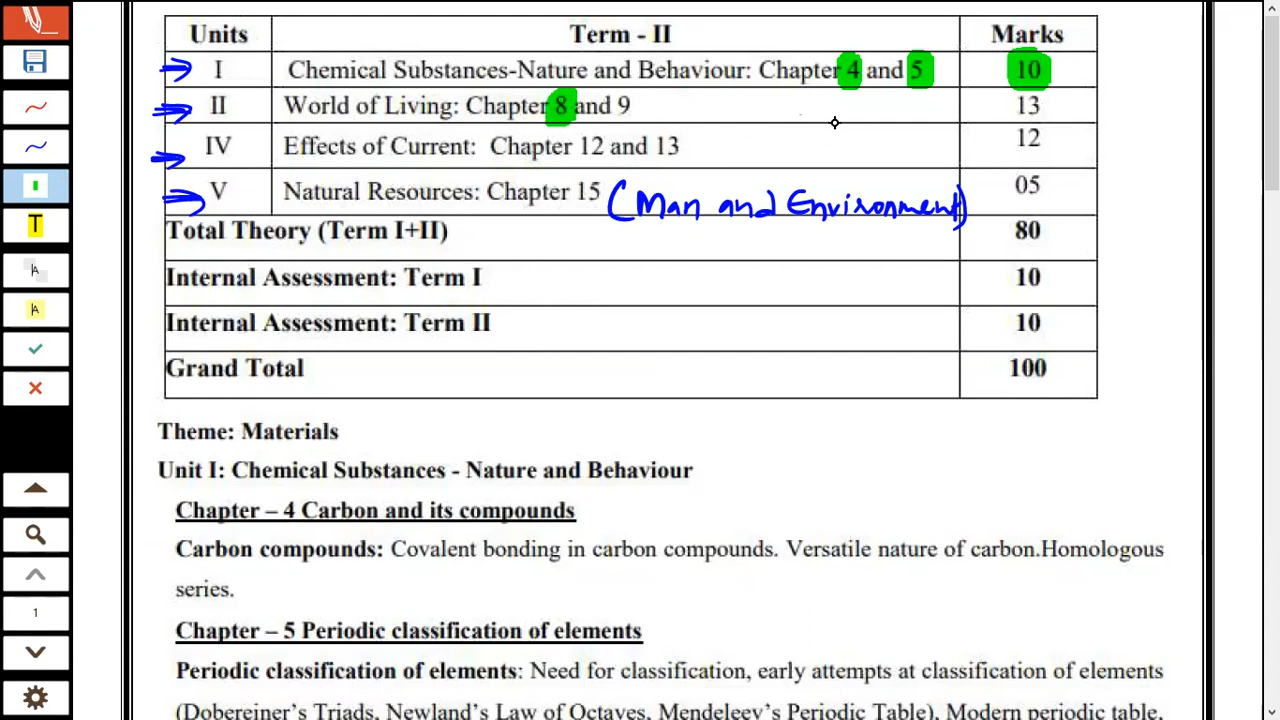 Units Term - II Marks
I Chemical Substances-Nature and Behaviour: Chapter 4 and 5 10
II World of Living: Chapter 8 and 9 13
IV Effects of Current: Chapter 12 and 13 12
V Natural Resources: Chapter 15 (Man and Environment) 05
Total Theory (Term I+II) 80
Internal Assessment: Term I 10
Internal Assessment: Term II 10
Grand Total 100
Theme: Materials
Unit I: Chemical Substances - Nature and Behaviour
Chapter – 4 Carbon and its compounds
Carbon compounds: Covalent bonding in carbon compounds. Versatile nature of carbon.Homologous
series.
Chapter – 5 Periodic classification of elements
Periodic classification of elements: Need for classification, early attempts at classification of elements
(Dobereiner's Triads, Newland's Law of Octaves, Mendeleev's Periodic Table), Modern periodic table,
T
A
A
1